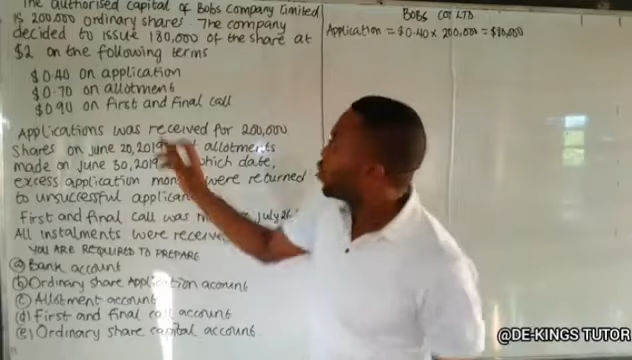 The authorised capital of Bobs Company Limited
is 200,000 ordinary shares. The company
decided to issue 180,000 of the share at
$2 on the following terms
$0.40 on application
$0.70 on allotment
$0.90 on first and final call
Applications was received for 200,000
Shares on june 20, 2019 allotments
made on june 30, 2019 which date,
excess application were returned
to unsuccessful
First and final call was july 26
All instalments were
YOU ARE REQUIRED TO PREPARE
(a) Bank account
(b) Ordinary share Application account
(c) Allotment account
(d) First and final call account
(e) Ordinary share capital account.
BOBS CO. LTD
Application = $0.40 x 200,000 = $80,000
@DE-KINGS TUTOR